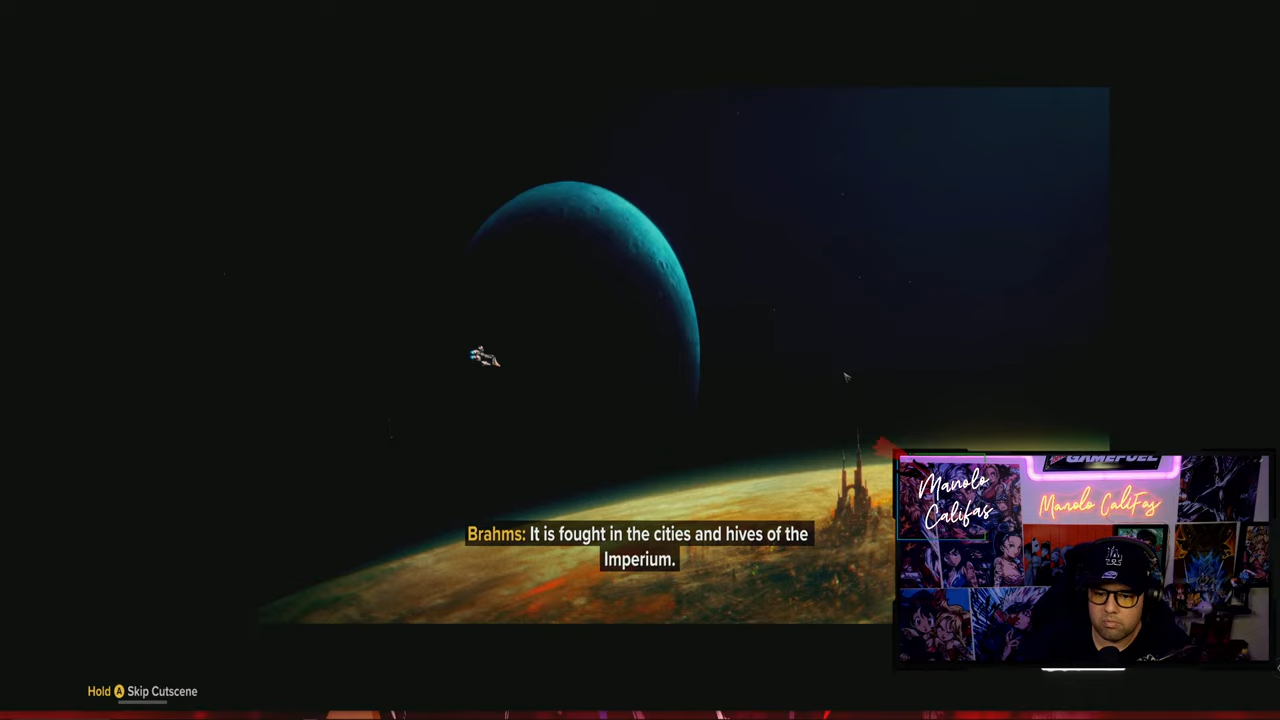 GAMEFUEL
Manolo
Califas
Manolo Califas
Brahms: It is fought in the cities and hives of the
Imperium.
Hold A Skip Cutscene